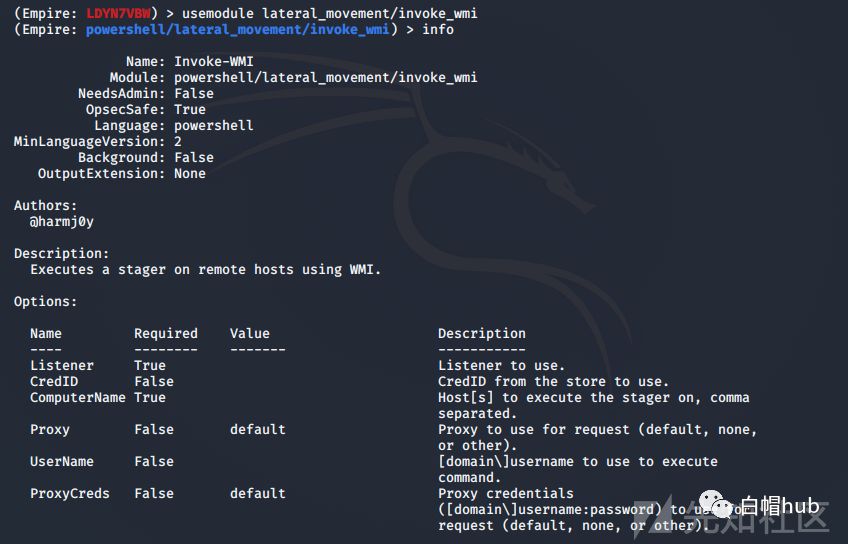 (Empire: LDYN7VBW) > usemodule lateral_movement/invoke_wmi
(Empire: powershell/lateral_movement/invoke_wmi) > info
Name: Invoke-WMI
Module: powershell/lateral_movement/invoke_wmi
NeedsAdmin: False
OpsecSafe: True
Language: powershell
MinLanguageVersion: 2
Background: False
OutputExtension: None
Authors:
@harmj0y
Description:
Executes a stager on remote hosts using WMI.
Options:
Name Required Value Description
---- -------- ------- -----------
Listener True Listener to use.
CredID False CredID from the store to use.
ComputerName True Host[s] to execute the stager on, comma
separated.
Proxy False default Proxy to use for request (default, none,
or other).
UserName False [domain\]username to use to execute
command.
ProxyCreds False default Proxy credentials
([domain\]username:password) to use for
request (default, none, or other).
白帽hub
先知社区